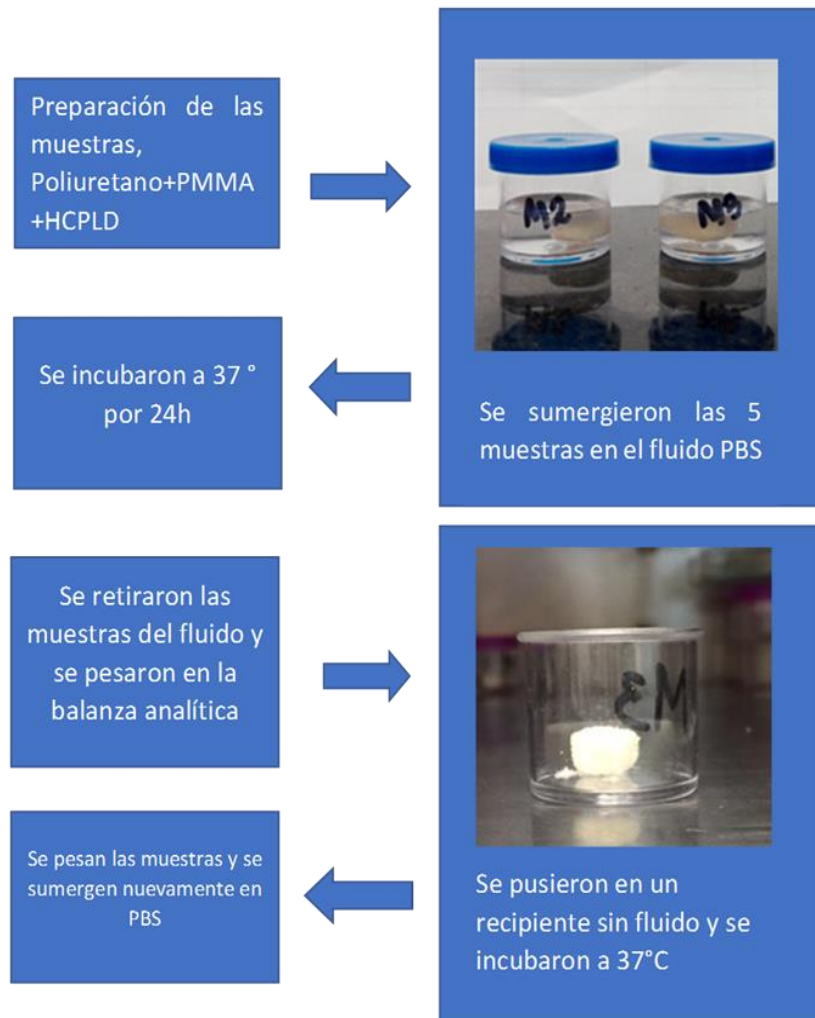 Preparación de las
muestras,
Poliuretano+PMMA
+HCPLD
M2
Se sumergieron las 5
muestras en el fluido PBS
Se incubaron a 37 °
por 24h
Se retiraron las
muestras del fluido y
se pesaron en la
balanza analítica
M3
Se pusieron en un
recipiente sin fluido y se
incubaron a 37°C
Se pesan las muestras y se
sumergen nuevamente en
PBS